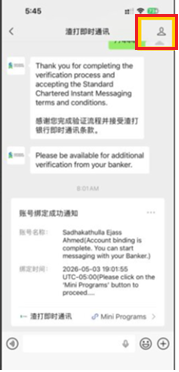 5:45
渣打即时通讯
Thank you for completing the
verification process and
accepting the Standard
Chartered Instant Messaging
terms and conditions.
感谢您完成验证流程并接受渣打
银行即时通讯条款。
Please be available for additional
verification from your banker.
8:01AM
账号绑定成功通知
账号名称:
Sadhakathulla Ejass
Ahmed(Account binding is
complete. You can start
messaging with your Banker.)
绑定时间:
2026-05-03 19:01:55
UTC-05:00(Please click on the
'Mini Programs' button to
proceed....
渣打即时通讯
Mini Programs >